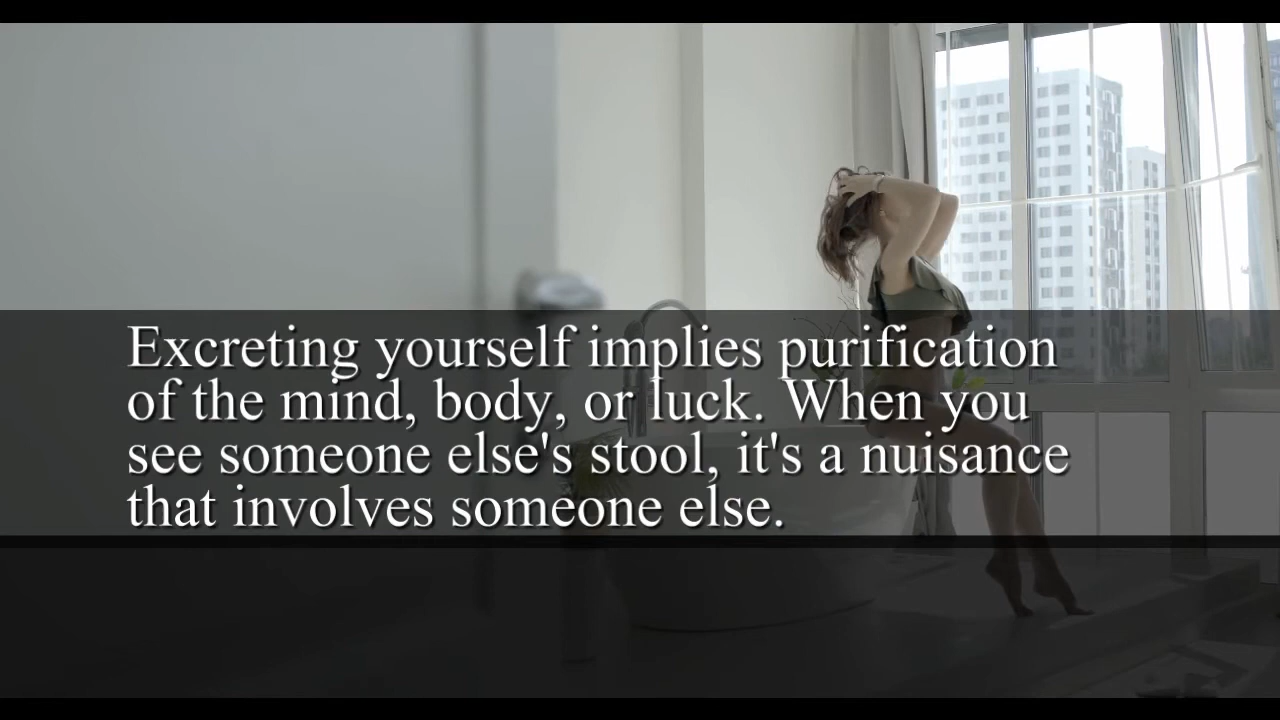 Excreting yourself implies purification
of the mind, body, or luck. When you
see someone else's stool, it's a nuisance
that involves someone else.